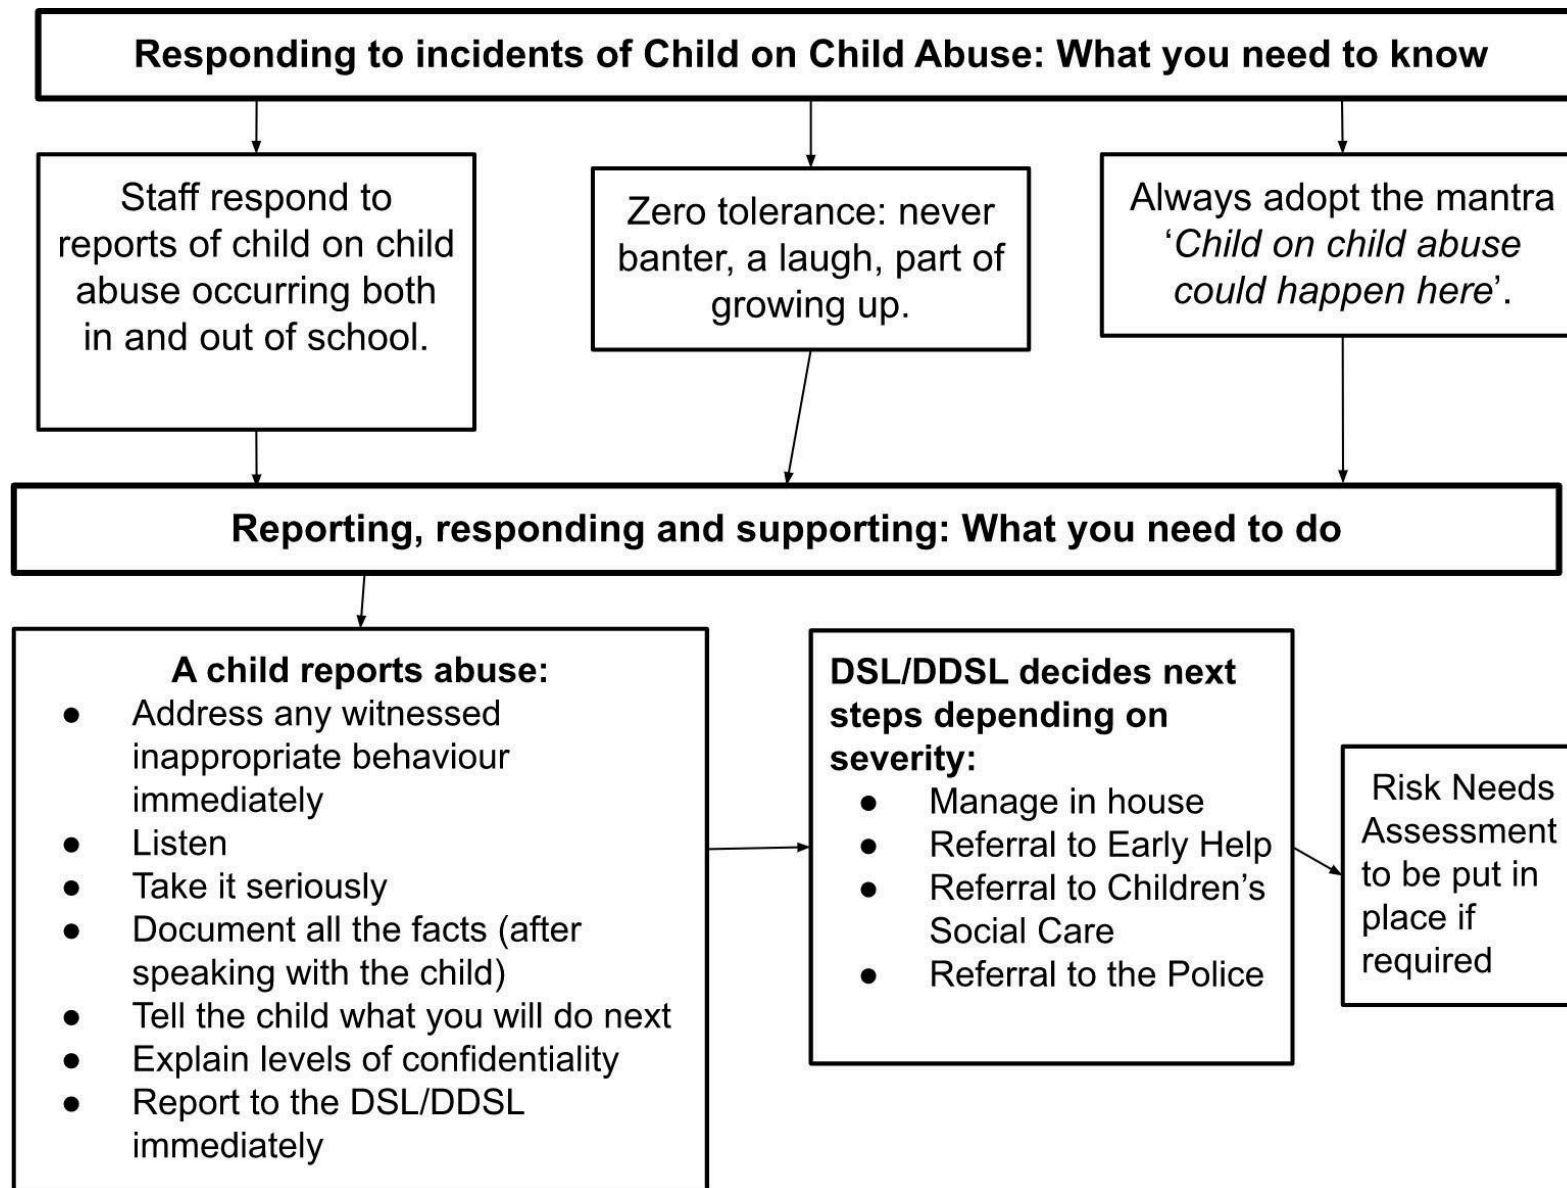 Responding to incidents of Child on Child Abuse: What you need to know
Staff respond to
reports of child on child
abuse occurring both
in and out of school.
Zero tolerance: never
banter, a laugh, part of
growing up.
Always adopt the mantra
‘Child on child abuse
could happen here’.
Reporting, responding and supporting: What you need to do
A child reports abuse:
● Address any witnessed
inappropriate behaviour
immediately
● Listen
● Take it seriously
● Document all the facts (after
speaking with the child)
● Tell the child what you will do next
● Explain levels of confidentiality
● Report to the DSL/DDSL
immediately
DSL/DDSL decides next
steps depending on
severity:
● Manage in house
● Referral to Early Help
● Referral to Children’s
Social Care
● Referral to the Police
Risk Needs
Assessment
to be put in
place if
required